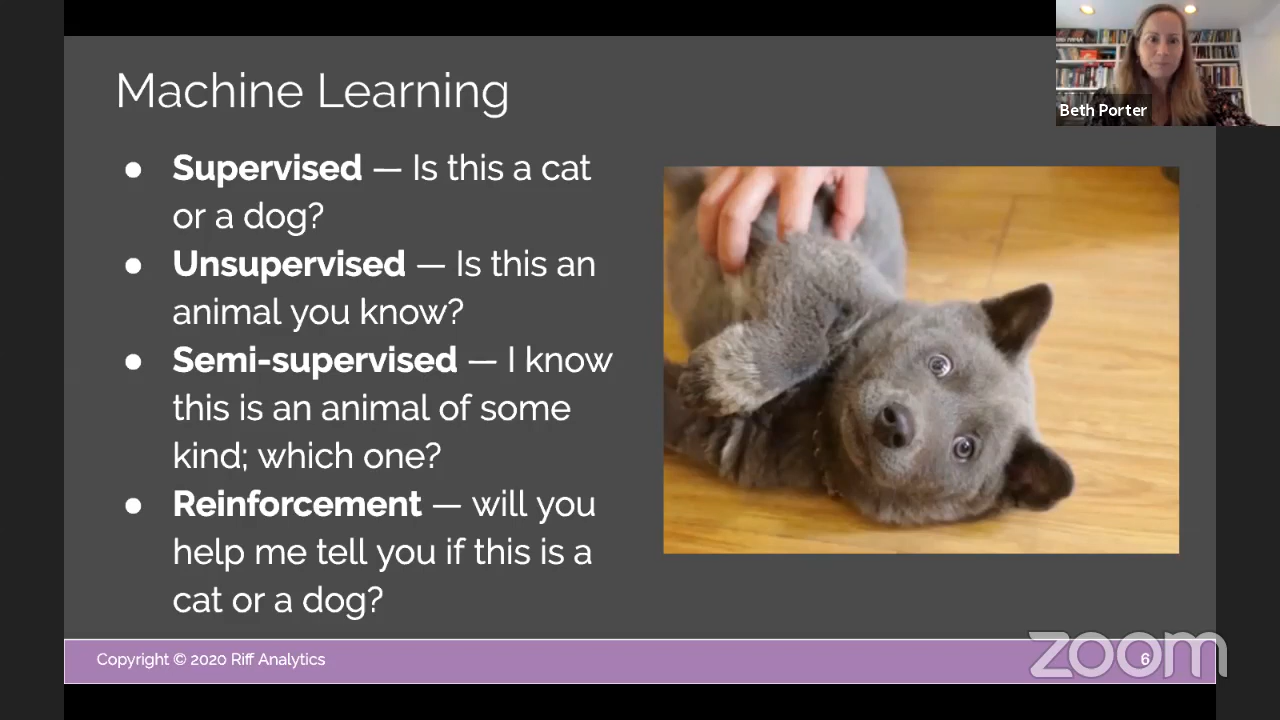 Machine Learning
● Supervised — Is this a cat
or a dog?
● Unsupervised — Is this an
animal you know?
● Semi-supervised — I know
this is an animal of some
kind; which one?
● Reinforcement — will you
help me tell you if this is a
cat or a dog?
Beth Porter
Copyright © 2020 Riff Analytics
6
zoom